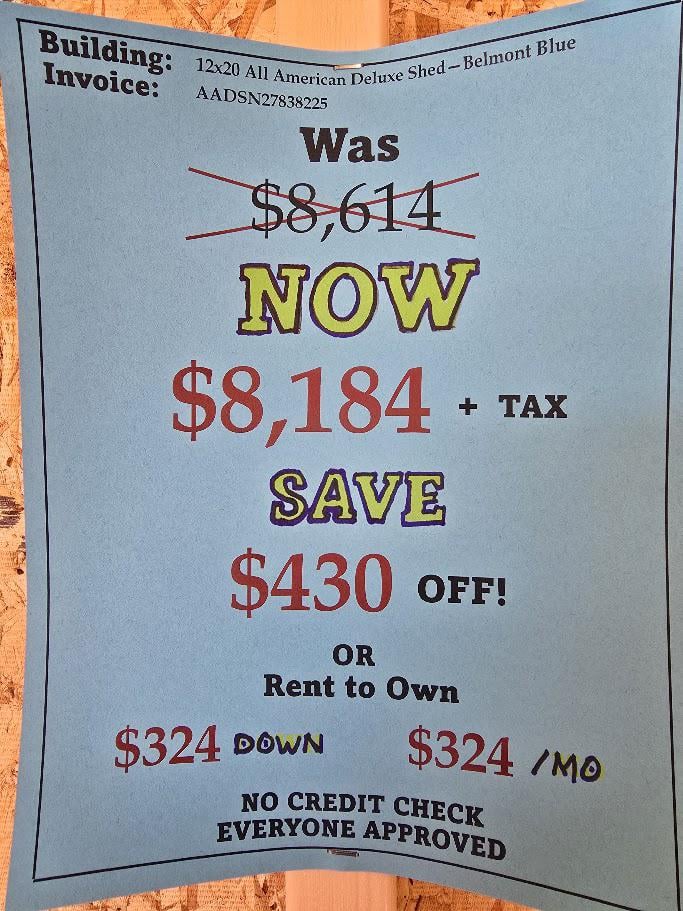 Building: 12x20 All American Deluxe Shed—Belmont Blue
Invoice: AADSN27838225
Was
$8,614
NOW
$8,184 + TAX
SAVE
$430 OFF!
OR
Rent to Own
$324 DOWN $324 /MO
NO CREDIT CHECK
EVERYONE APPROVED